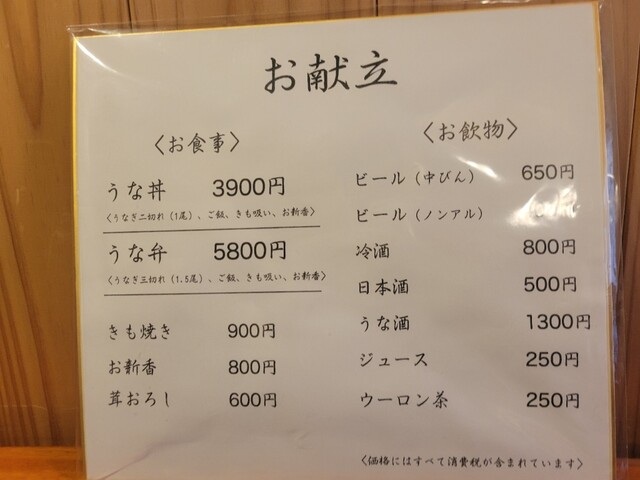 お献立
〈お食事〉
うな丼 3900円
〈うなぎ二切れ（1尾）、ご飯、きも吸い、お新香〉
うな弁 5800円
〈うなぎ三切れ（1.5尾）、ご飯、きも吸い、お新香〉
きも焼き 900円
お新香 800円
茸おろし 600円
〈お飲物〉
ビール（中びん） 650円
ビール（ノンアル）
冷酒 800円
日本酒 500円
うな酒 1300円
ジュース 250円
ウーロン茶 250円
〈価格にはすべて消費税が含まれています〉